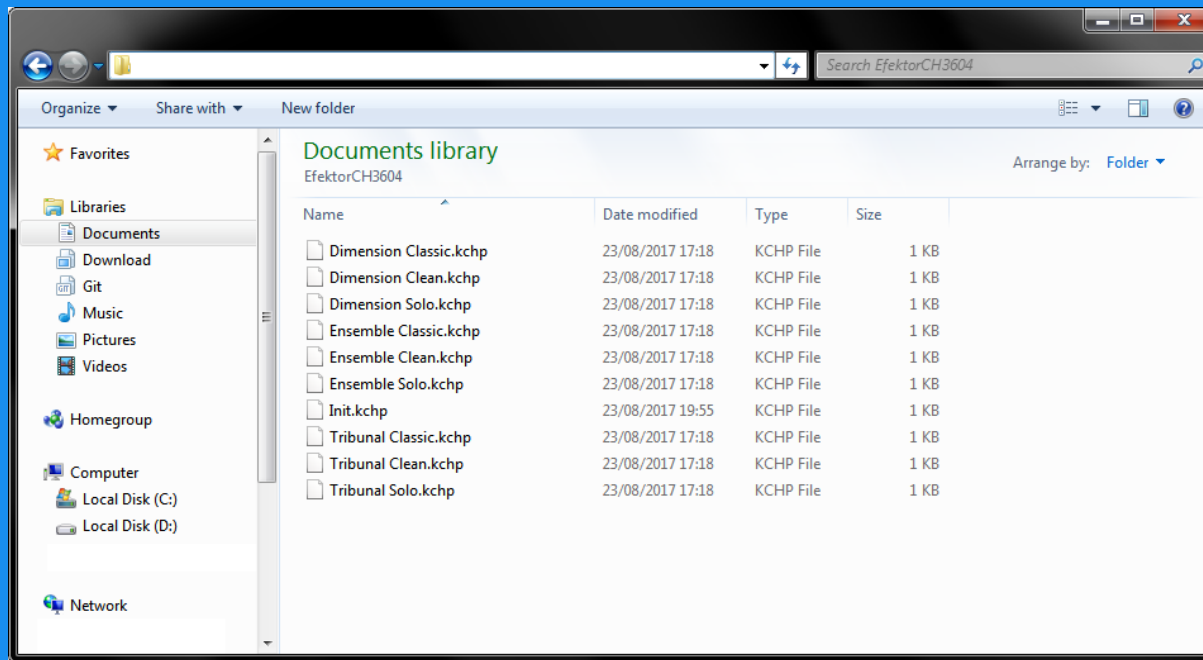 Search EfektorCH3604
Organize Share with New folder
Favorites
Libraries
Documents
Download
Git
Music
Pictures
Videos
Homegroup
Computer
Local Disk (C:)
Local Disk (D:)
Network
Documents library
EfektorCH3604
Arrange by: Folder
Name Date modified Type Size
Dimension Classic.kchp 23/08/2017 17:18 KCHP File 1 KB
Dimension Clean.kchp 23/08/2017 17:18 KCHP File 1 KB
Dimension Solo.kchp 23/08/2017 17:18 KCHP File 1 KB
Ensemble Classic.kchp 23/08/2017 17:18 KCHP File 1 KB
Ensemble Clean.kchp 23/08/2017 17:18 KCHP File 1 KB
Ensemble Solo.kchp 23/08/2017 17:18 KCHP File 1 KB
Init.kchp 23/08/2017 19:55 KCHP File 1 KB
Tribunal Classic.kchp 23/08/2017 17:18 KCHP File 1 KB
Tribunal Clean.kchp 23/08/2017 17:18 KCHP File 1 KB
Tribunal Solo.kchp 23/08/2017 17:18 KCHP File 1 KB